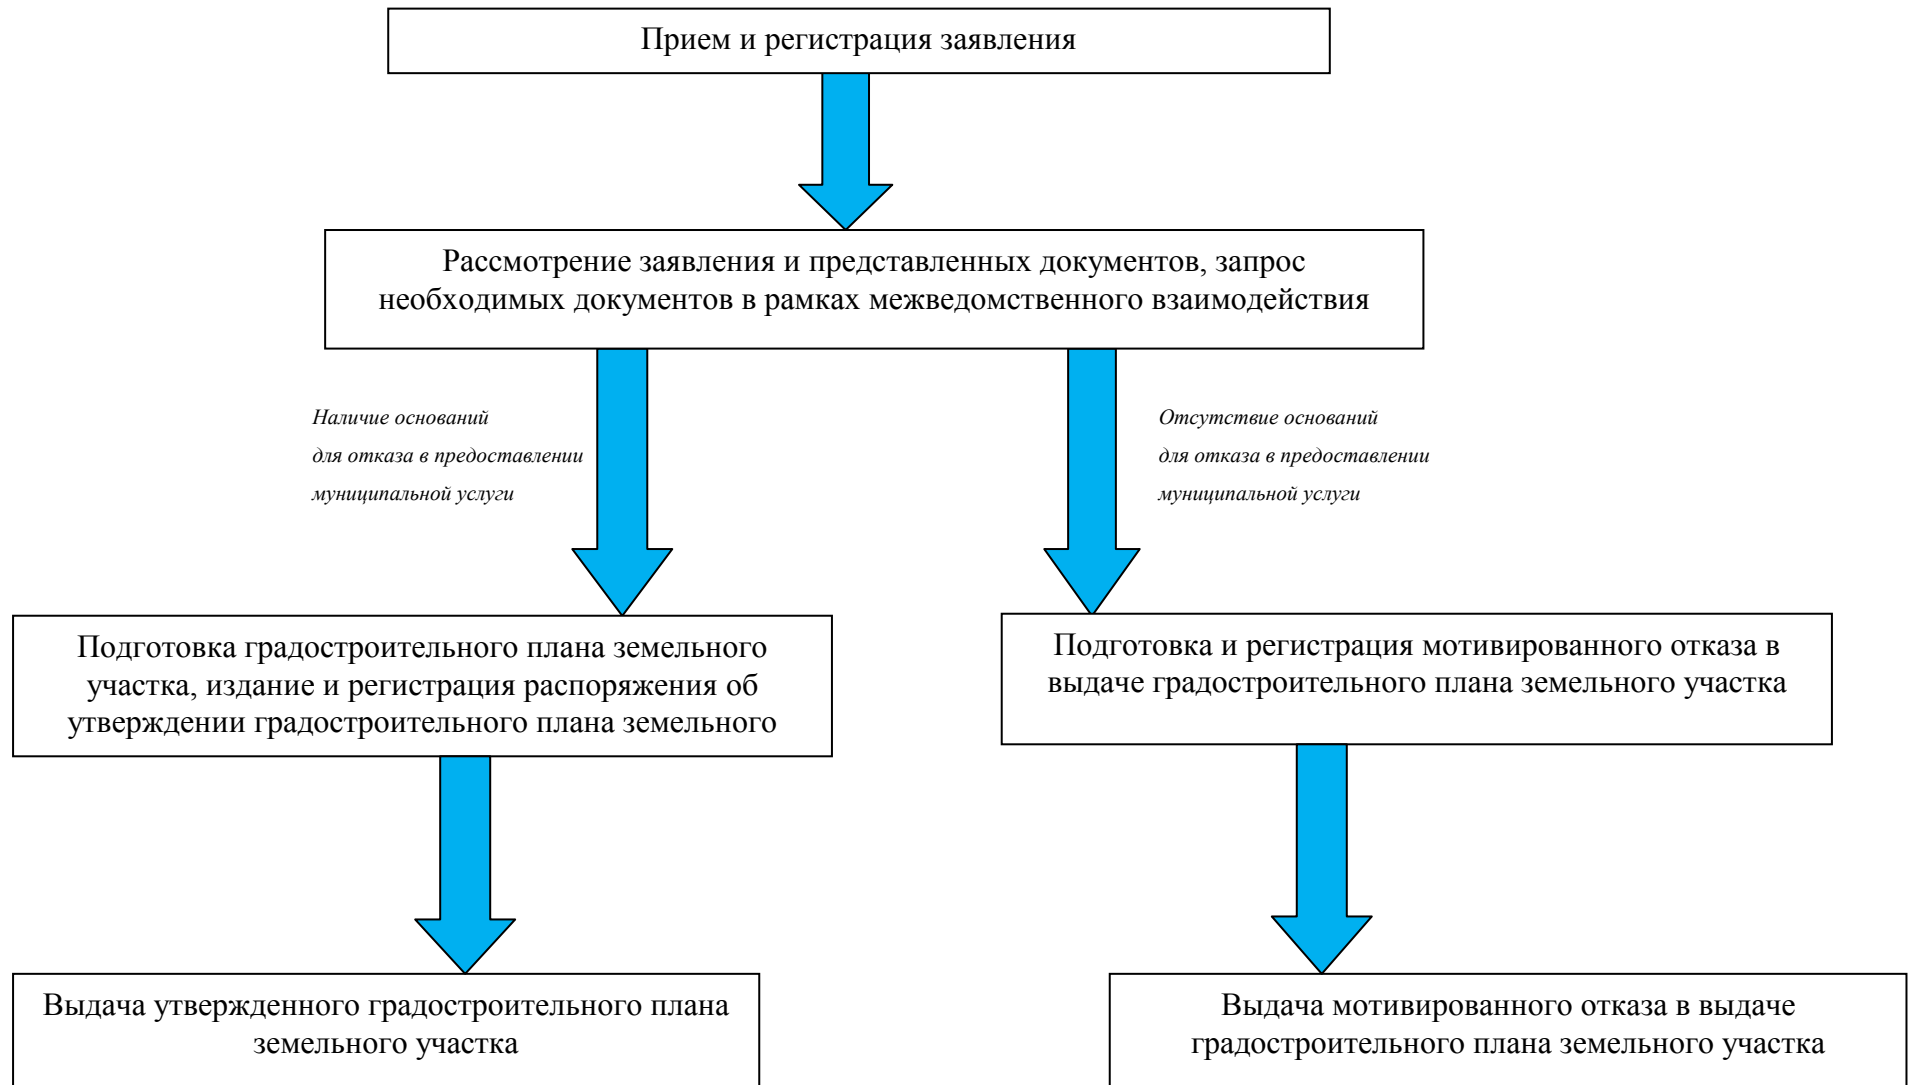 Прием и регистрация заявления
Рассмотрение заявления и представленных документов, запрос
необходимых документов в рамках межведомственного взаимодействия
Наличие оснований
для отказа в предоставлении
муниципальной услуги
Отсутствие оснований
для отказа в предоставлении
муниципальной услуги
Подготовка градостроительного плана земельного
участка, издание и регистрация распоряжения об
утверждении градостроительного плана земельного
Подготовка и регистрация мотивированного отказа в
выдаче градостроительного плана земельного участка
Выдача утвержденного градостроительного плана
земельного участка
Выдача мотивированного отказа в выдаче
градостроительного плана земельного участка